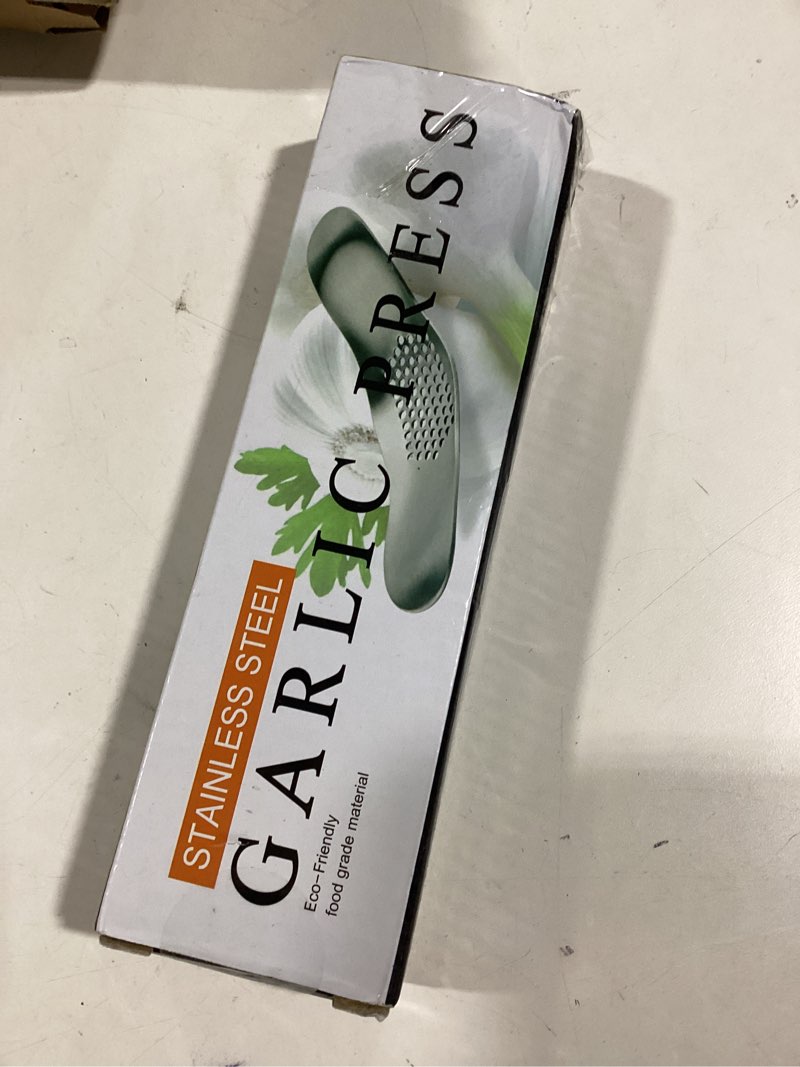 STAINLESS STEEL
GARLIC PRESS
Eco-Friendly
food grade material